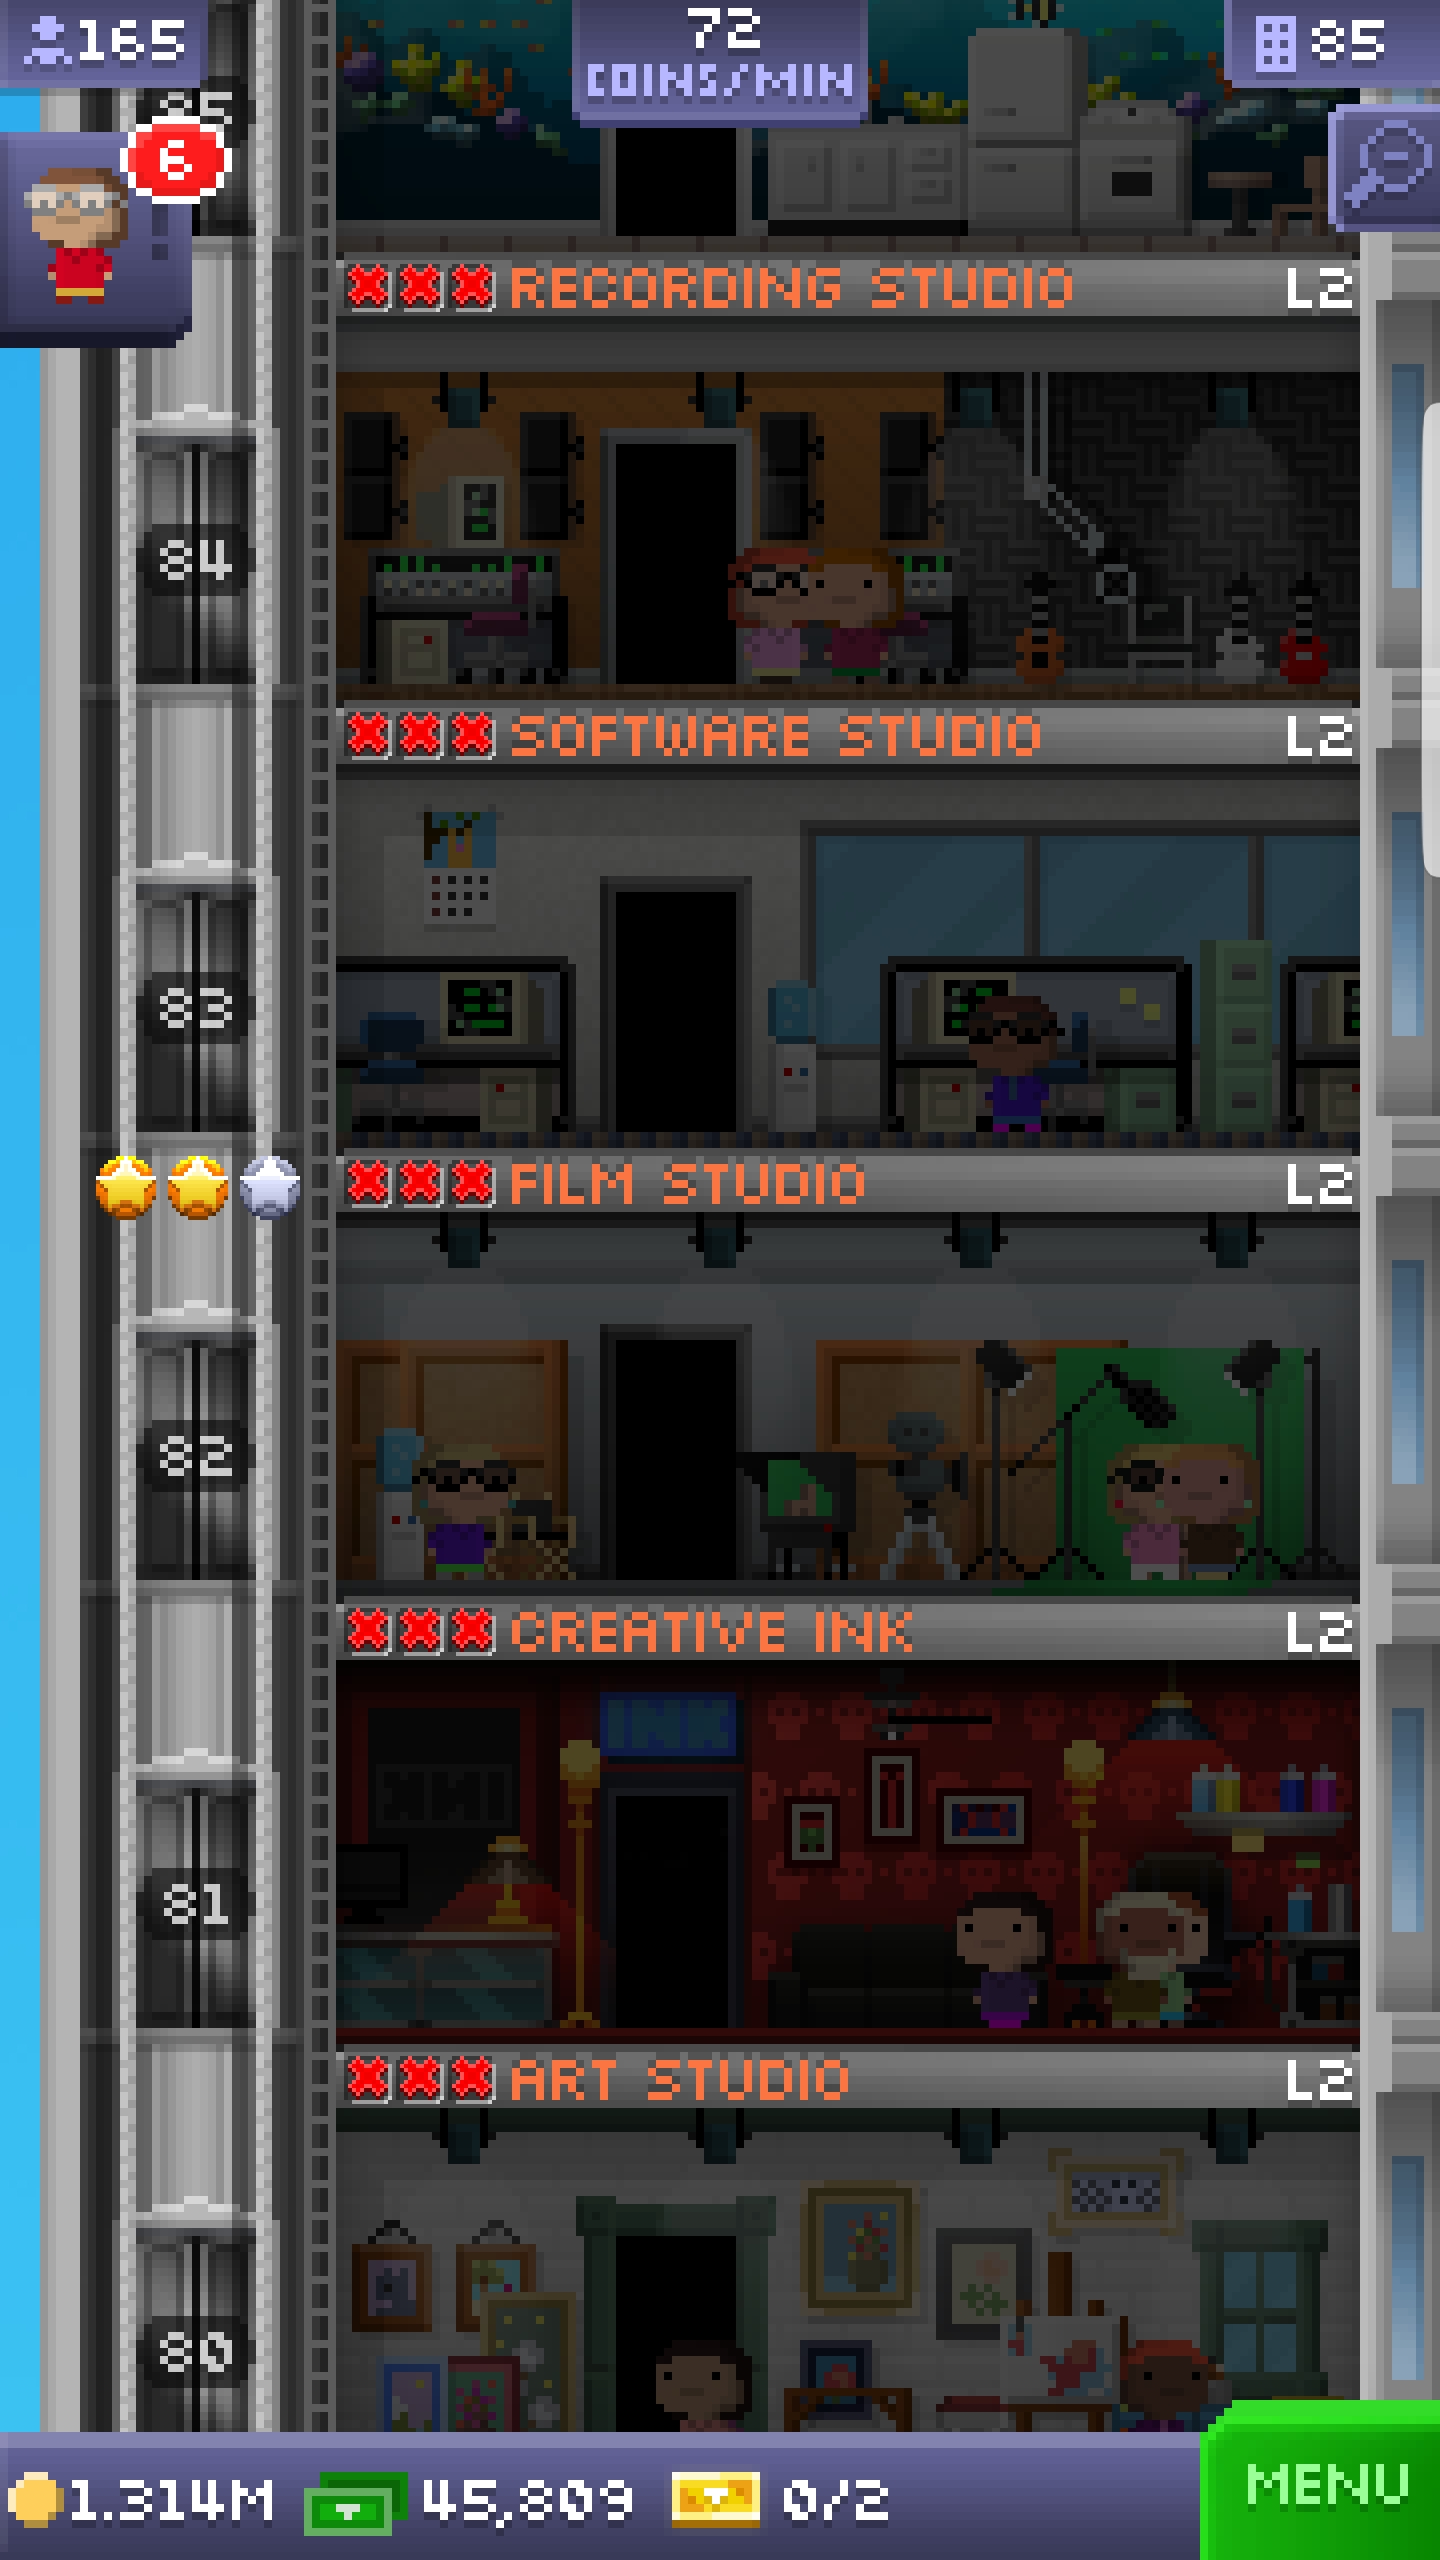 165
72
COINS/MIN
85
85
6
RECORDING STUDIO L2
84
SOFTWARE STUDIO L2
83
FILM STUDIO L2
82
CREATIVE INK L2
INK
81
ART STUDIO L2
80
1.314M 45,809 0/2
MENU